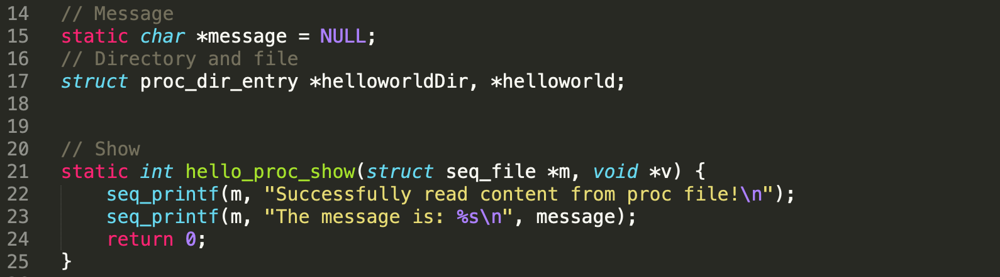 14 // Message
15 static char *message = NULL;
16 // Directory and file
17 struct proc_dir_entry *helloworldDir, *helloworld;
18
19
20 // Show
21 static int hello_proc_show(struct seq_file *m, void *v) {
22     seq_printf(m, "Successfully read content from proc file!\n");
23     seq_printf(m, "The message is: %s\n", message);
24     return 0;
25 }